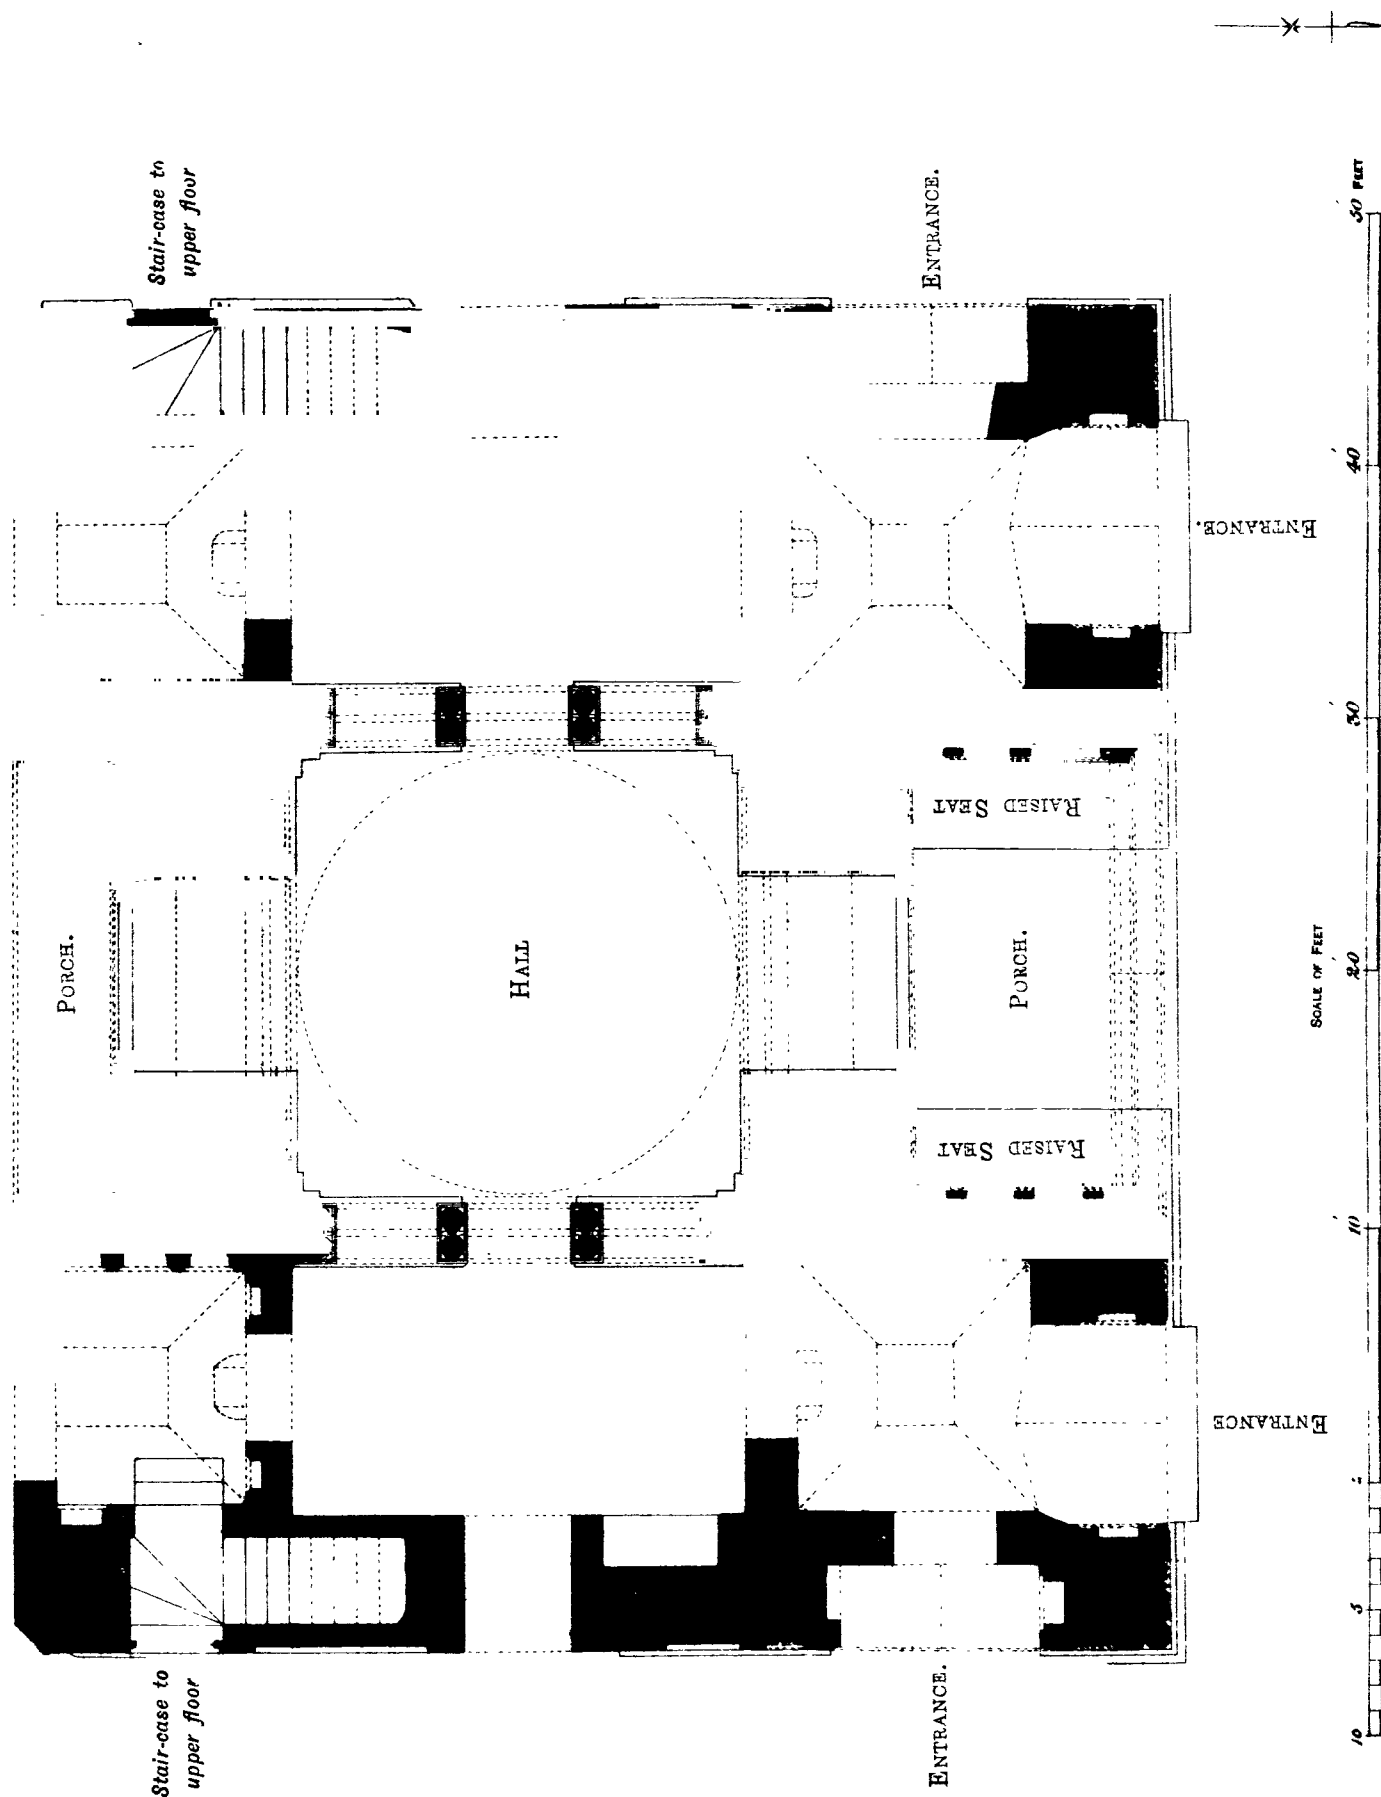 Stair-case to
upper floor
ENTRANCE.
ENTRANCE.
RAISED SEAT
PORCH.
HALL
PORCH.
RAISED SEAT
ENTRANCE
Stair-case to
upper floor
ENTRANCE.
SCALE OF FEET
10 5 10 20 30 40 50 FEET